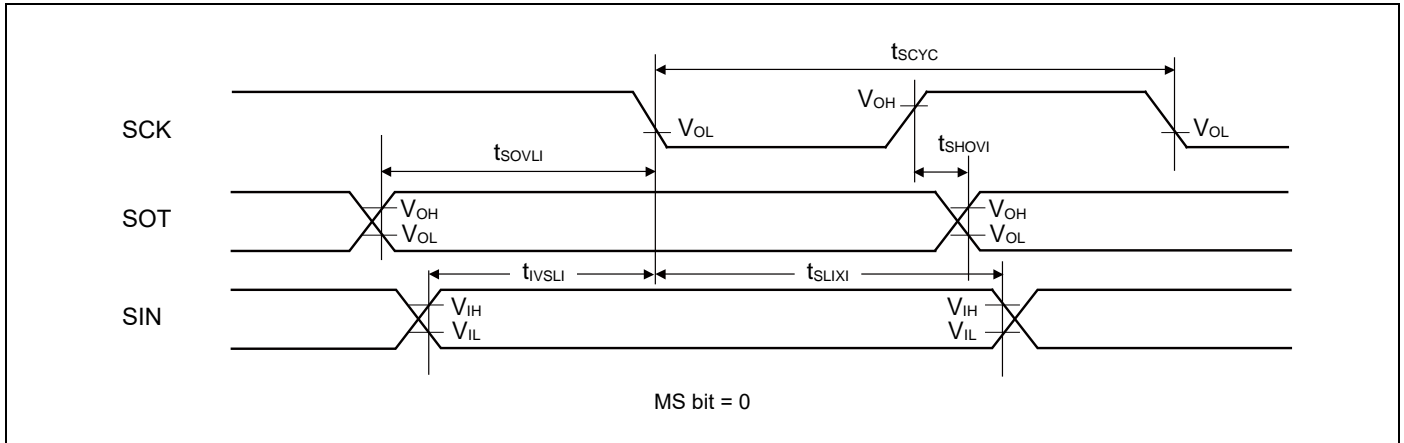 tSCYC
SCK
VOH
VOL
VOL
tSOVLI
tSHOVI
SOT
VOH
VOL
VOH
VOL
tIVSLI
tSLIXI
SIN
VIH
VIL
VIH
VIL
MS bit = 0